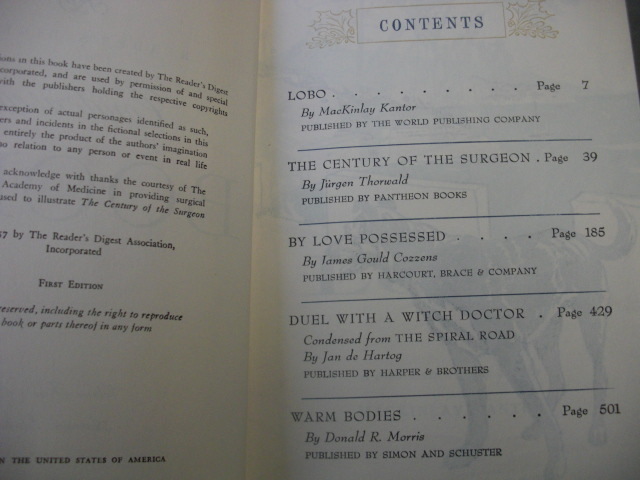 ions in this book have been created by The Reader's Digest
corporated, and are used by permission of and special
with the publishers holding the respective copyrights
exception of actual personages identified as such,
ers and incidents in the fictional selections in this
entirely the product of the authors' imagination
no relation to any person or event in real life
acknowledge with thanks the courtesy of The
Academy of Medicine in providing surgical
used to illustrate The Century of the Surgeon
57 by The Reader's Digest Association,
Incorporated
First Edition
reserved, including the right to reproduce
book or parts thereof in any form
N THE UNITED STATES OF AMERICA
CONTENTS
LOBO . . . . . . . . . Page 7
By MacKinlay Kantor
PUBLISHED BY THE WORLD PUBLISHING COMPANY
THE CENTURY OF THE SURGEON . Page 39
By Jürgen Thorwald
PUBLISHED BY PANTHEON BOOKS
BY LOVE POSSESSED . . . . Page 185
By James Gould Cozzens
PUBLISHED BY HARCOURT, BRACE & COMPANY
DUEL WITH A WITCH DOCTOR . Page 429
Condensed from THE SPIRAL ROAD
By Jan de Hartog
PUBLISHED BY HARPER & BROTHERS
WARM BODIES . . . . . . Page 501
By Donald R. Morris
PUBLISHED BY SIMON AND SCHUSTER